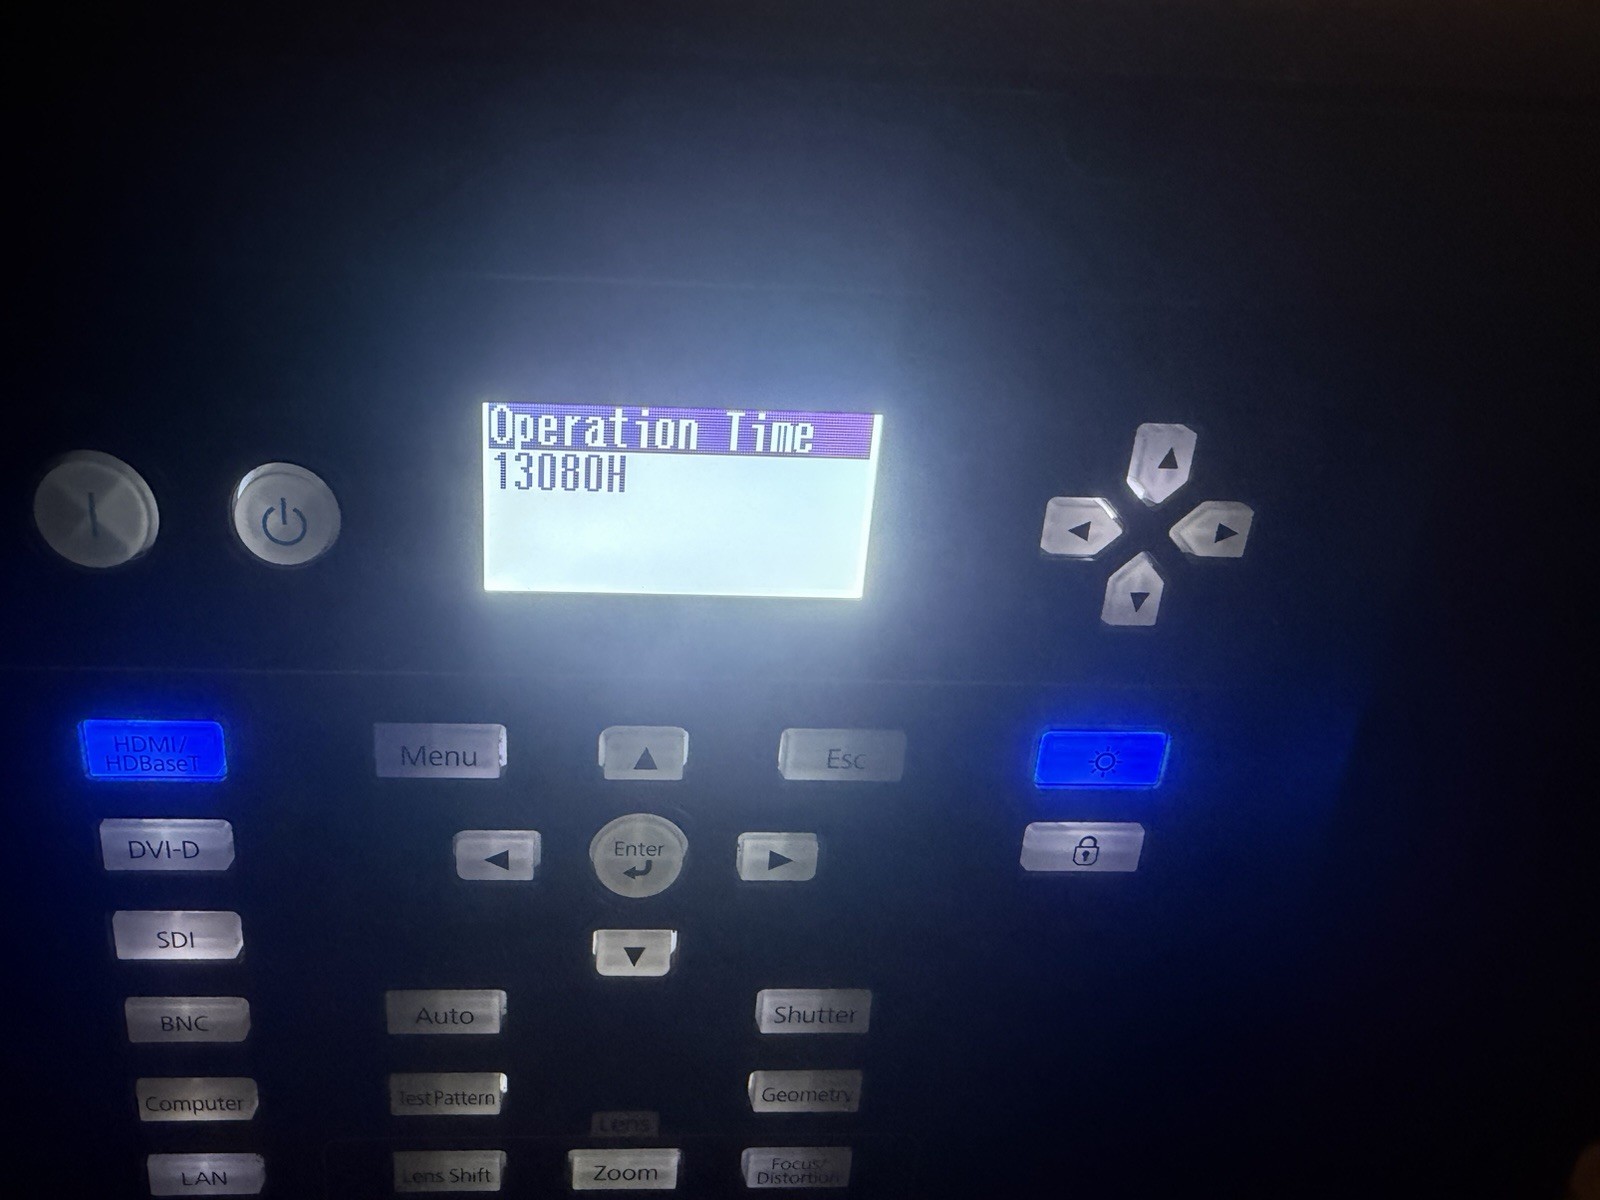 Operation Time
13080H
HDMI/
HDBaseT
Menu
Esc
DVI-D
Enter
SDI
BNC
Auto
Shutter
Computer
Test Pattern
Geometry
Lens
LAN
Lens Shift
Zoom
Focus/
Distortion